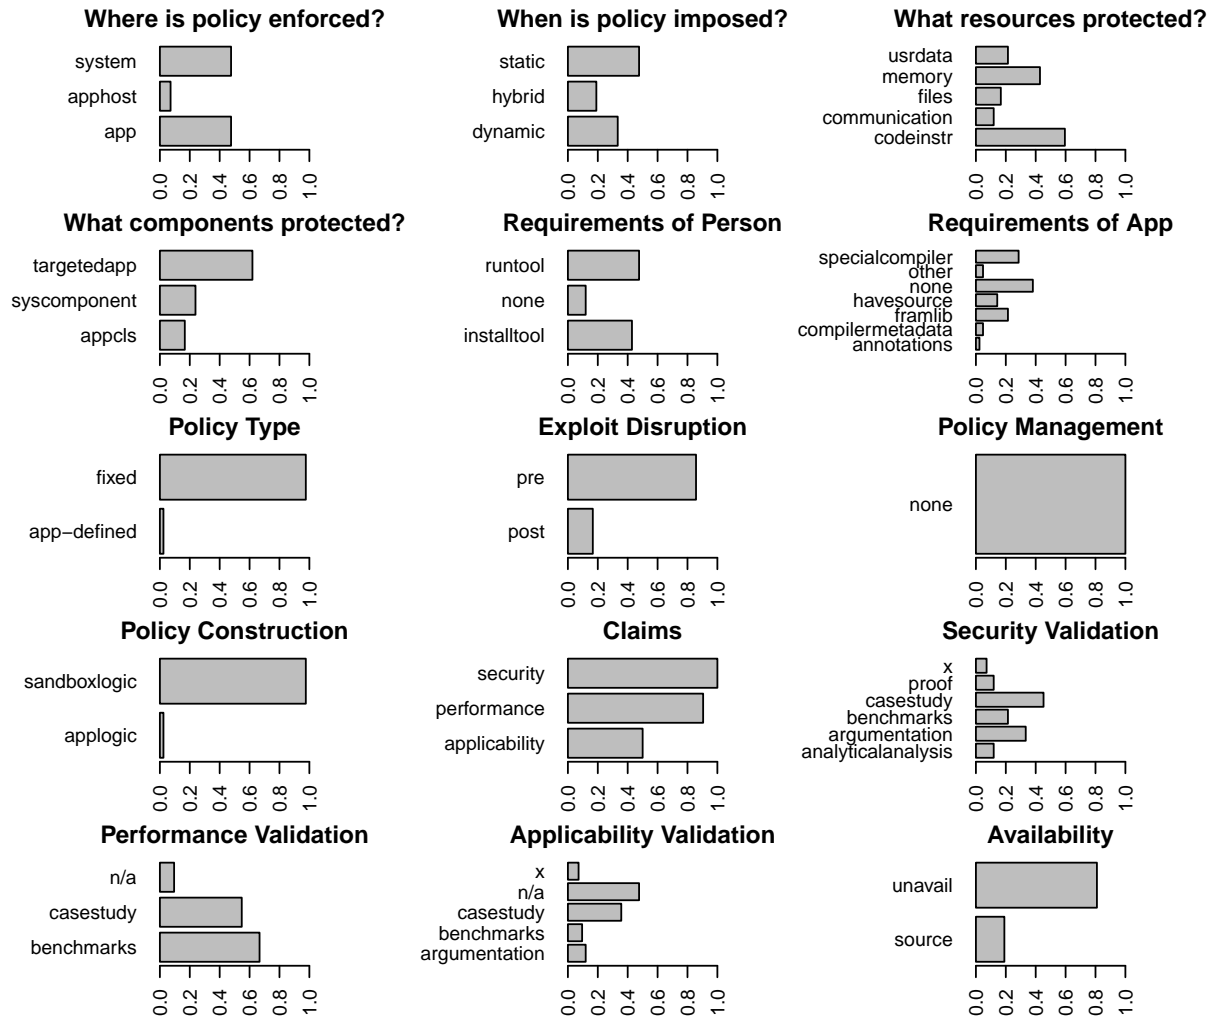 Where is policy enforced?
system
apphost
app
0.0 0.2 0.4 0.6 0.8 1.0
When is policy imposed?
static
hybrid
dynamic
0.0 0.2 0.4 0.6 0.8 1.0
What resources protected?
usrdata
memory
files
communication
codeinstr
0.0 0.2 0.4 0.6 0.8 1.0
What components protected?
targetedapp
syscomponent
appcls
0.0 0.2 0.4 0.6 0.8 1.0
Requirements of Person
runtool
none
installtool
0.0 0.2 0.4 0.6 0.8 1.0
Requirements of App
specialcompiler
other
none
havesource
framlib
compilermetadata
annotations
0.0 0.2 0.4 0.6 0.8 1.0
Policy Type
fixed
app−defined
0.0 0.2 0.4 0.6 0.8 1.0
Exploit Disruption
pre
post
0.0 0.2 0.4 0.6 0.8 1.0
Policy Management
none
0.0 0.2 0.4 0.6 0.8 1.0
Policy Construction
sandboxlogic
applogic
0.0 0.2 0.4 0.6 0.8 1.0
Claims
security
performance
applicability
0.0 0.2 0.4 0.6 0.8 1.0
Security Validation
x
proof
casestudy
benchmarks
argumentation
analyticalanalysis
0.0 0.2 0.4 0.6 0.8 1.0
Performance Validation
n/a
casestudy
benchmarks
0.0 0.2 0.4 0.6 0.8 1.0
Applicability Validation
x
n/a
casestudy
benchmarks
argumentation
0.0 0.2 0.4 0.6 0.8 1.0
Availability
unavail
source
0.0 0.2 0.4 0.6 0.8 1.0